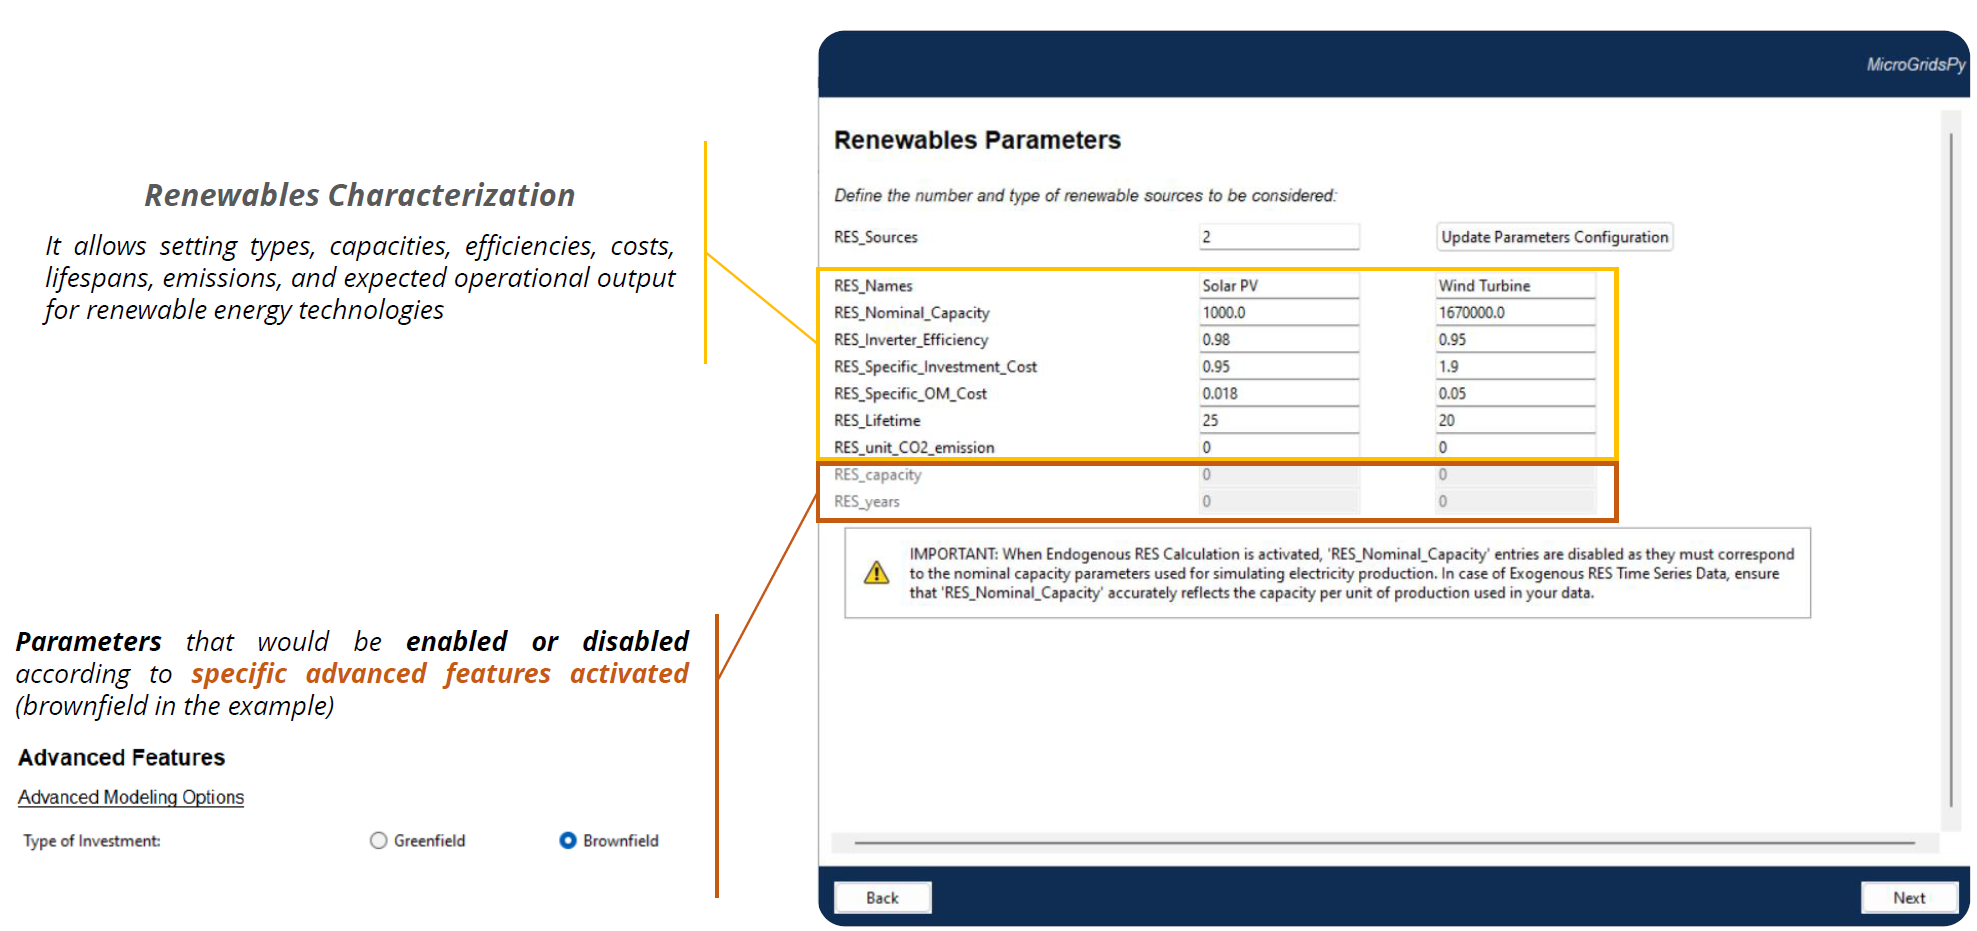 MicroGridsPy
Renewables Characterization
It allows setting types, capacities, efficiencies, costs,
lifespans, emissions, and expected operational output
for renewable energy technologies
Parameters that would be enabled or disabled
according to specific advanced features activated
(brownfield in the example)
Advanced Features
Advanced Modeling Options
Type of Investment: Greenfield Brownfield
Renewables Parameters
Define the number and type of renewable sources to be considered:
RES_Sources 2 Update Parameters Configuration
RES_Names Solar PV Wind Turbine
RES_Nominal_Capacity 1000.0 1670000.0
RES_Inverter_Efficiency 0.98 0.95
RES_Specific_Investment_Cost 0.95 1.9
RES_Specific_OM_Cost 0.018 0.05
RES_Lifetime 25 20
RES_unit_CO2_emission 0 0
RES_capacity 0 0
RES_years 0 0
IMPORTANT: When Endogenous RES Calculation is activated, 'RES_Nominal_Capacity' entries are disabled as they must correspond
to the nominal capacity parameters used for simulating electricity production. In case of Exogenous RES Time Series Data, ensure
that 'RES_Nominal_Capacity' accurately reflects the capacity per unit of production used in your data.
Back Next